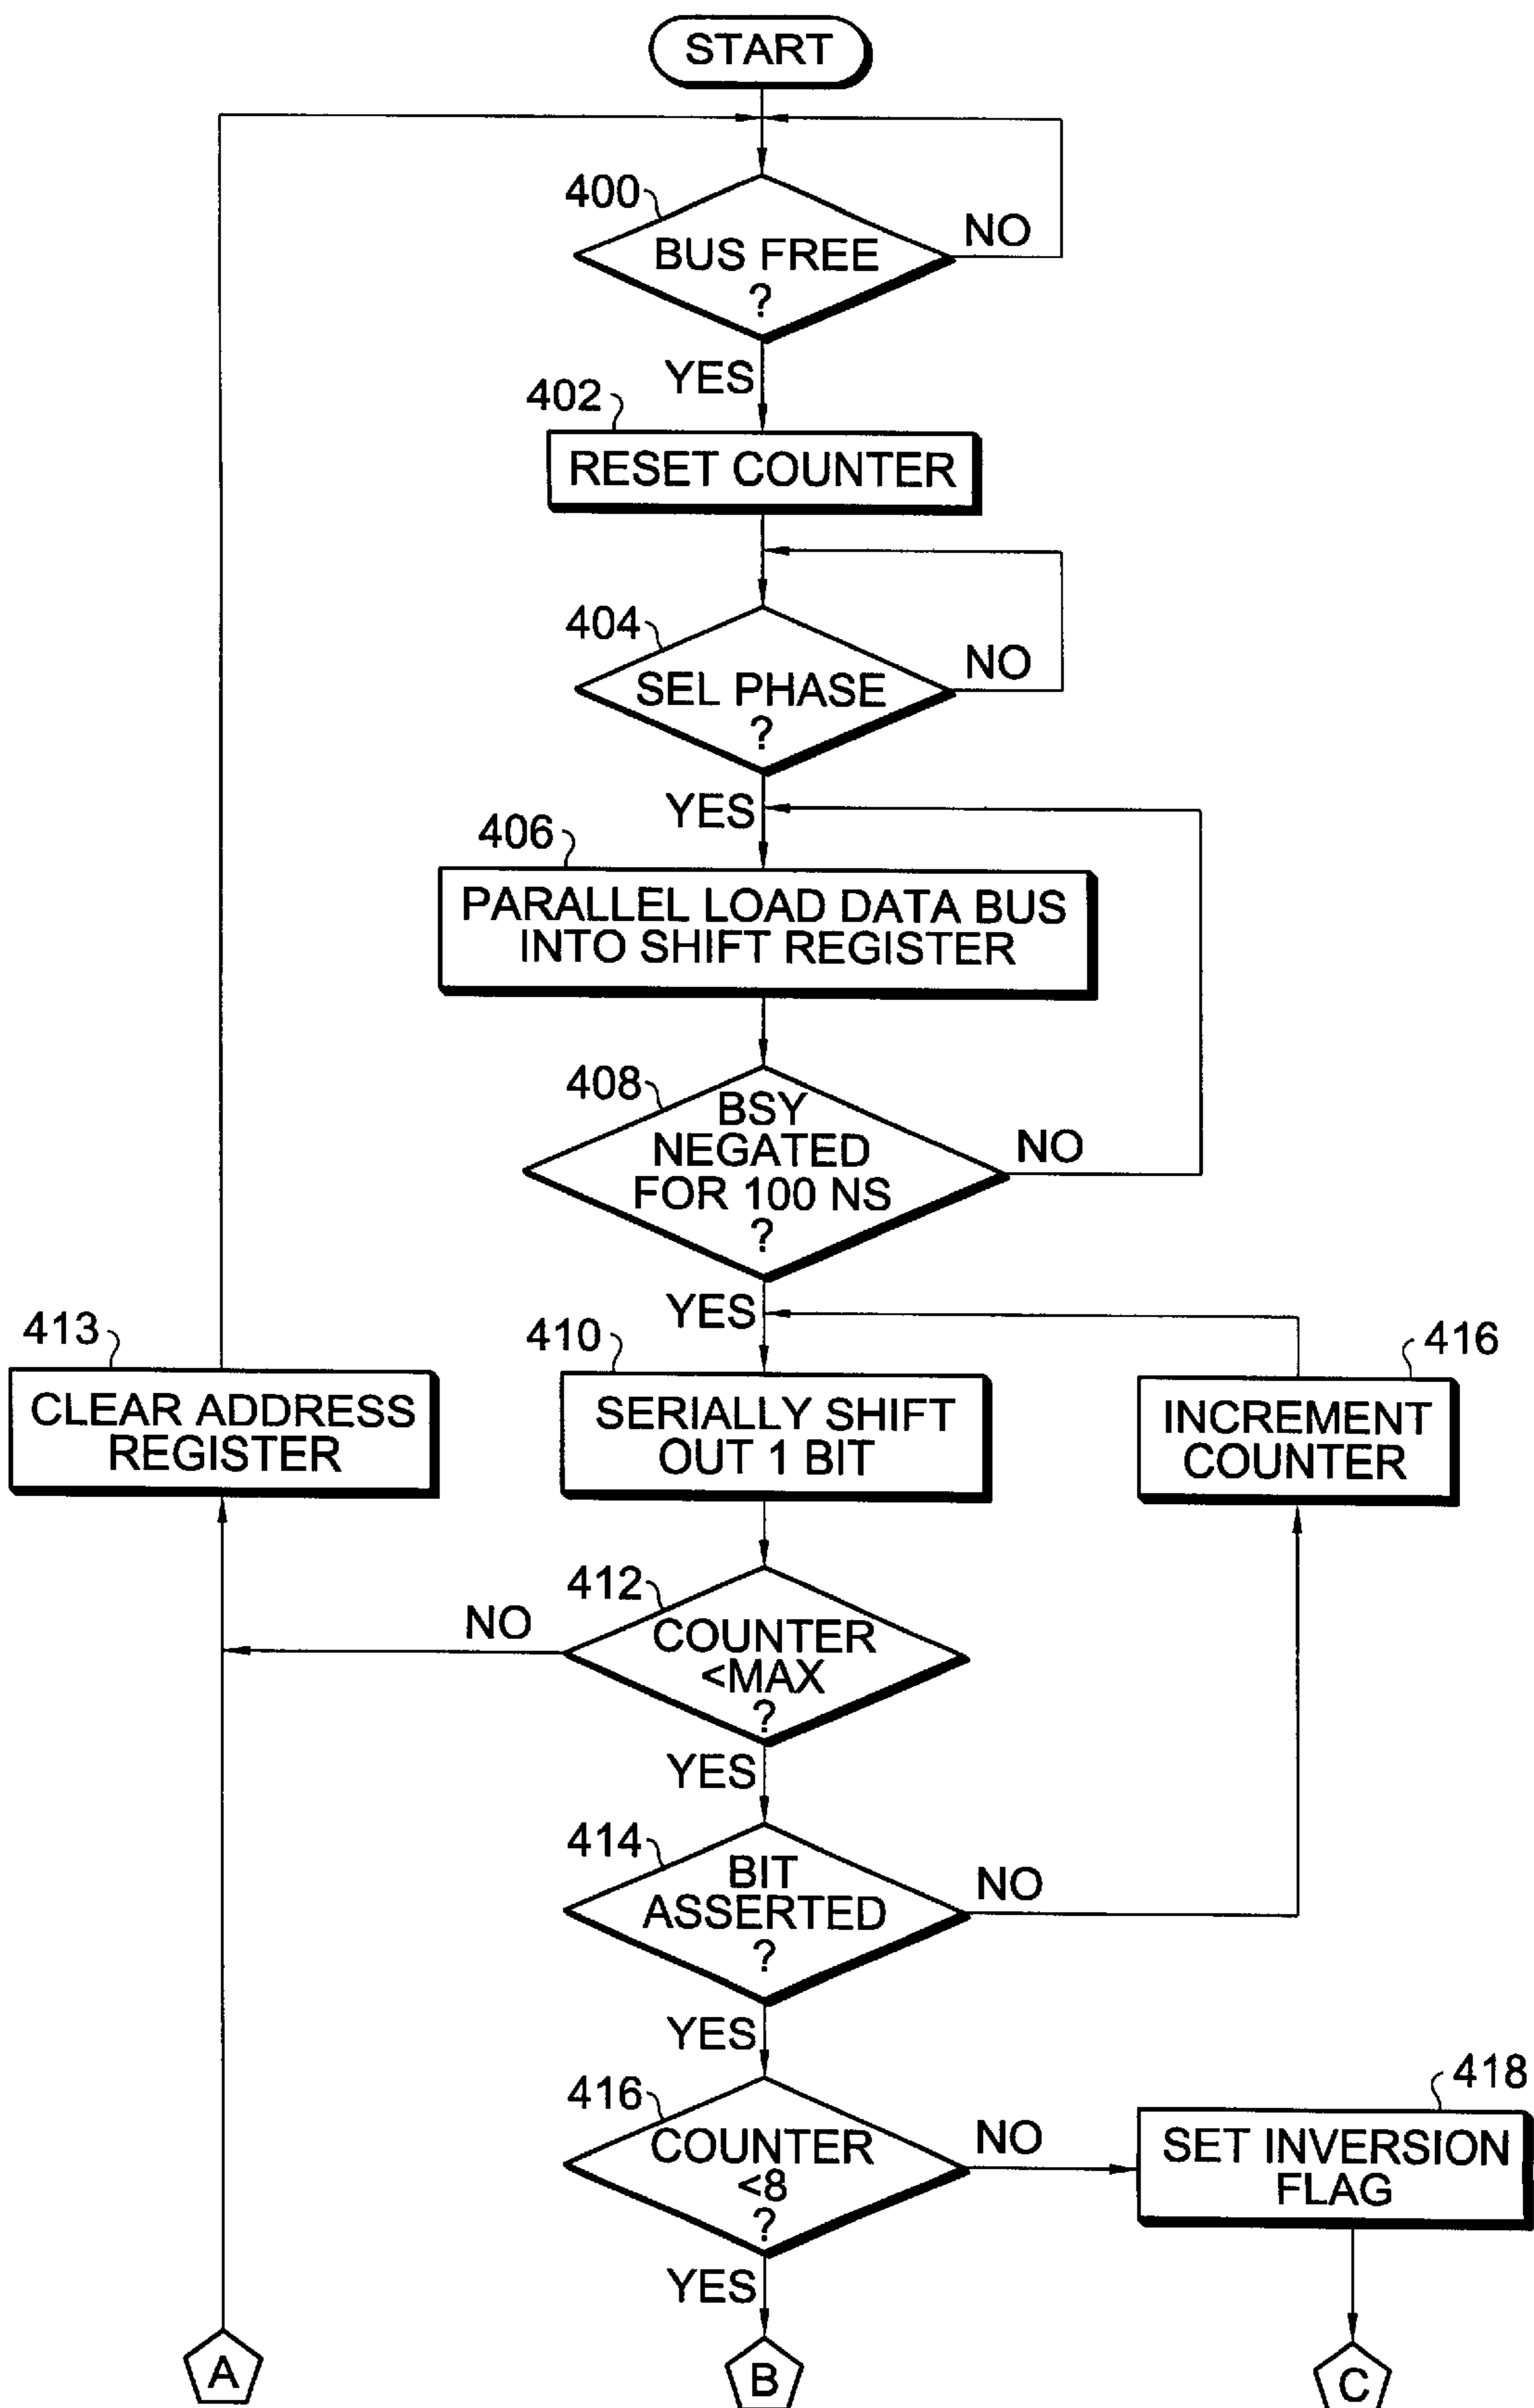 START
400
BUS FREE
?
NO
YES
402
RESET COUNTER
404
SEL PHASE
?
NO
YES
406
PARALLEL LOAD DATA BUS
INTO SHIFT REGISTER
408
BSY
NEGATED
FOR 100 NS
?
NO
YES
413
CLEAR ADDRESS
REGISTER
410
SERIALLY SHIFT
OUT 1 BIT
416
INCREMENT
COUNTER
412
COUNTER
<MAX
?
NO
YES
414
BIT
ASSERTED
?
NO
YES
416
COUNTER
<8
?
NO
YES
418
SET INVERSION
FLAG
A
B
C